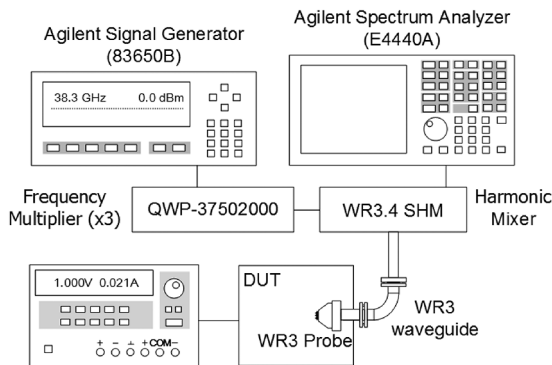 Agilent Signal Generator
(83650B)
Agilent Spectrum Analyzer
(E4440A)
38.3 GHz 0.0 dBm
Frequency
Multiplier (x3)
QWP-37502000
WR3.4 SHM
Harmonic
Mixer
1.000V 0.021A
+ − ⊥ + COM −
DUT
WR3 Probe
WR3
waveguide